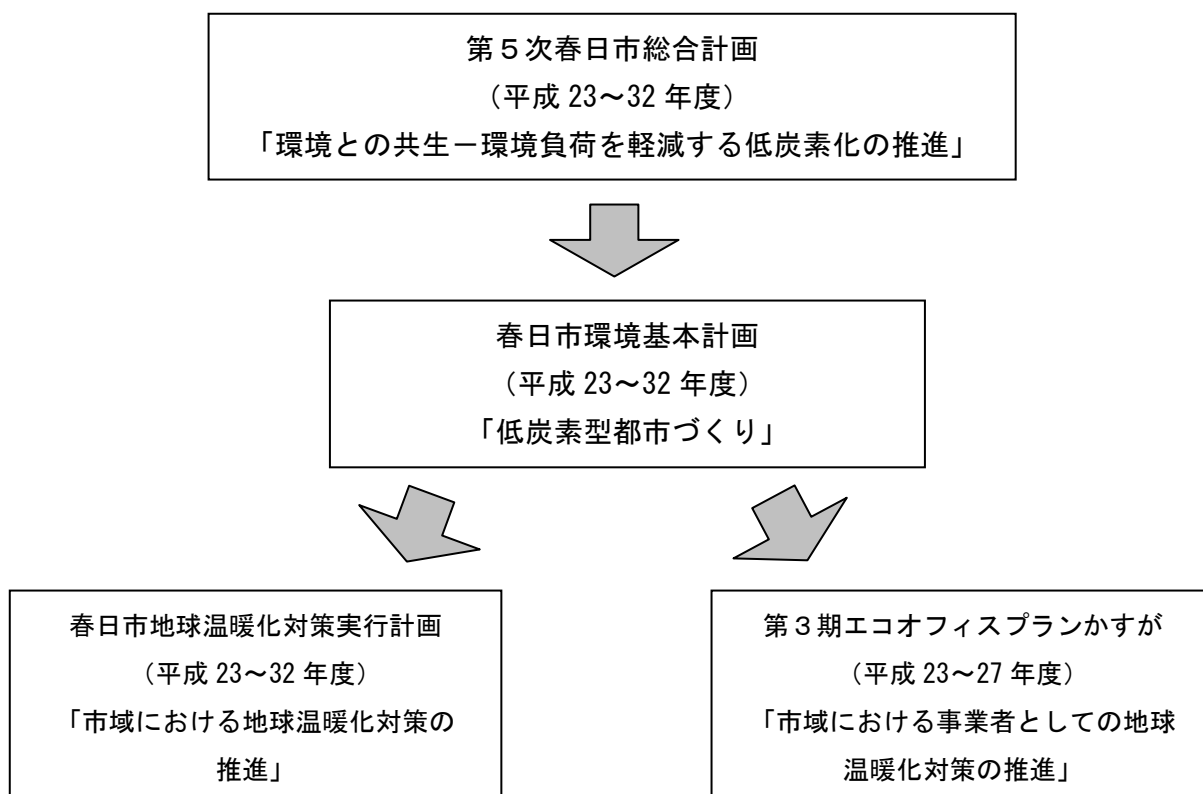 第５次春日市総合計画
（平成 23～32 年度）
「環境との共生－環境負荷を軽減する低炭素化の推進」
春日市環境基本計画
（平成 23～32 年度）
「低炭素型都市づくり」
春日市地球温暖化対策実行計画
（平成 23～32 年度）
「市域における地球温暖化対策の
推進」
第３期エコオフィスプランかすが
（平成 23～27 年度）
「市域における事業者としての地球
温暖化対策の推進」